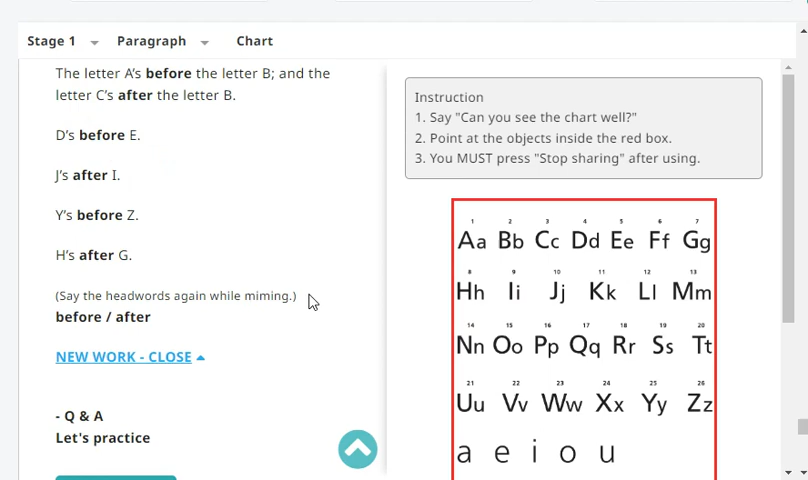 Stage 1 Paragraph Chart
The letter A's before the letter B; and the
letter C's after the letter B.
D's before E.
J's after I.
Y's before Z.
H's after G.
(Say the headwords again while miming.)
before / after
NEW WORK - CLOSE
- Q & A
Let's practice
Instruction
1. Say "Can you see the chart well?"
2. Point at the objects inside the red box.
3. You MUST press "Stop sharing" after using.
1 2 3 4 5 6 7
Aa Bb Cc Dd Ee Ff Gg
8 9 10 11 12 13
Hh Ii Jj Kk Ll Mm
14 15 16 17 18 19 20
Nn Oo Pp Qq Rr Ss Tt
21 22 23 24 25 26
Uu Vv Ww Xx Yy Zz
a e i o u